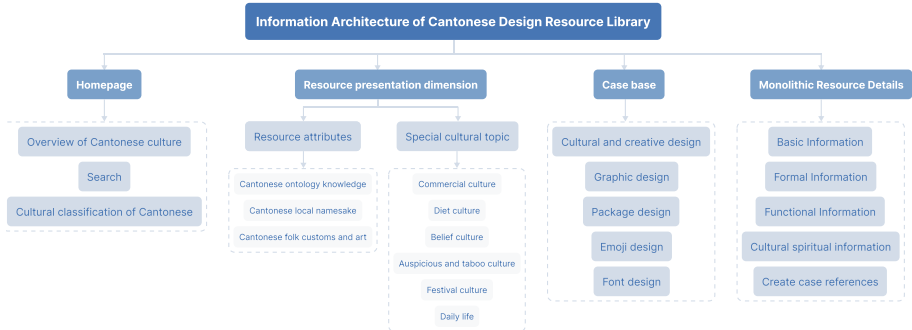 Information Architecture of Cantonese Design Resource Library
Homepage
Resource presentation dimension
Case base
Monolithic Resource Details
Overview of Cantonese culture
Search
Cultural classification of Cantonese
Resource attributes
Cantonese ontology knowledge
Cantonese local namesake
Cantonese folk customs and art
Special cultural topic
Commercial culture
Diet culture
Belief culture
Auspicious and taboo culture
Festival culture
Daily life
Cultural and creative design
Graphic design
Package design
Emoji design
Font design
Basic Information
Formal Information
Functional Information
Cultural spiritual information
Create case references